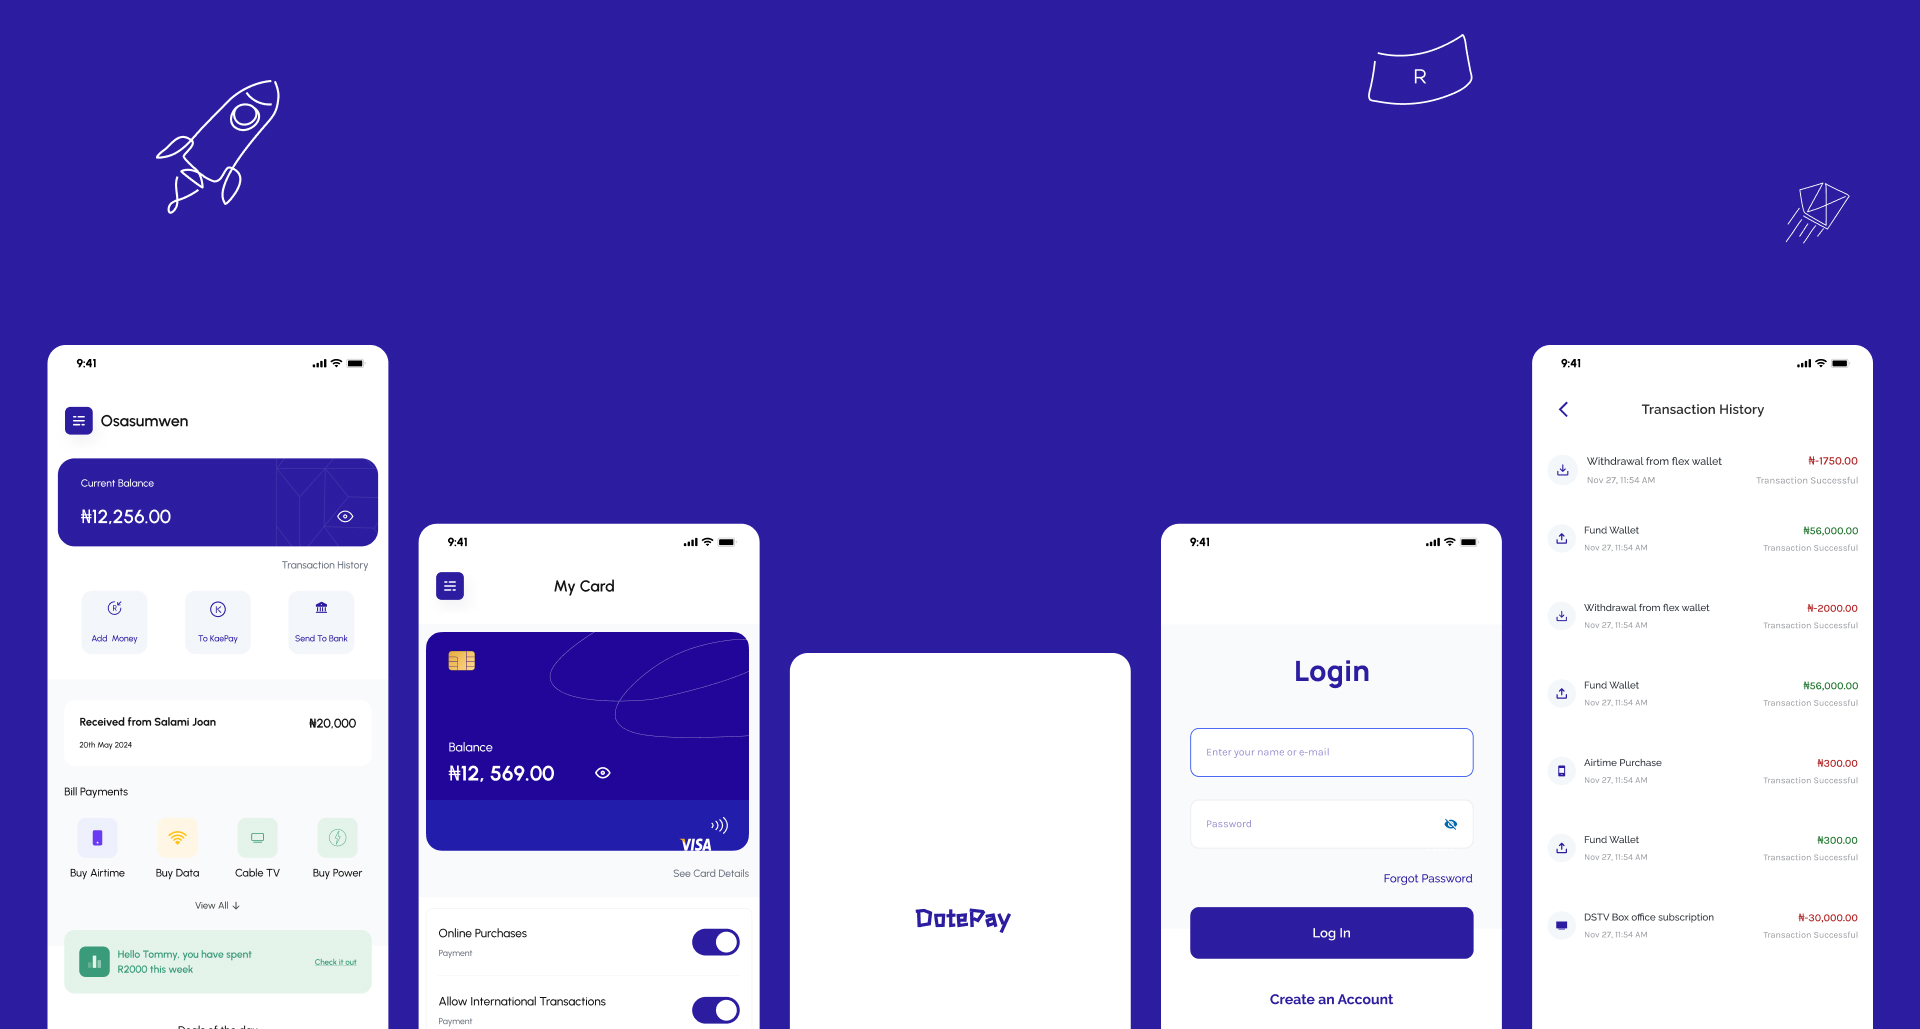 R
9:41
Osasumwen
Current Balance
₦12,256.00
Transaction History
R
Add Money
K
To KaePay
Send To Bank
Received from Salami Joan
₦20,000
20th May 2024
Bill Payments
Buy Airtime
Buy Data
Cable TV
Buy Power
View All ↓
Hello Tommy, you have spent
R2000 this week
Check it out
Deals of the day
9:41
My Card
Balance
₦12, 569.00
VISA
See Card Details
Online Purchases
Payment
Allow International Transactions
Payment
DotePay
9:41
Login
Enter your name or e-mail
Password
Forgot Password
Log In
Create an Account
9:41
Transaction History
Withdrawal from flex wallet
₦-1750.00
Nov 27, 11:54 AM
Transaction Successful
Fund Wallet
₦56,000.00
Nov 27, 11:54 AM
Transaction Successful
Withdrawal from flex wallet
₦-2000.00
Nov 27, 11:54 AM
Transaction Successful
Fund Wallet
₦56,000.00
Nov 27, 11:54 AM
Transaction Successful
Airtime Purchase
₦300.00
Nov 27, 11:54 AM
Transaction Successful
Fund Wallet
₦300.00
Nov 27, 11:54 AM
Transaction Successful
DSTV Box office subscription
₦-30,000.00
Nov 27, 11:54 AM
Transaction Successful